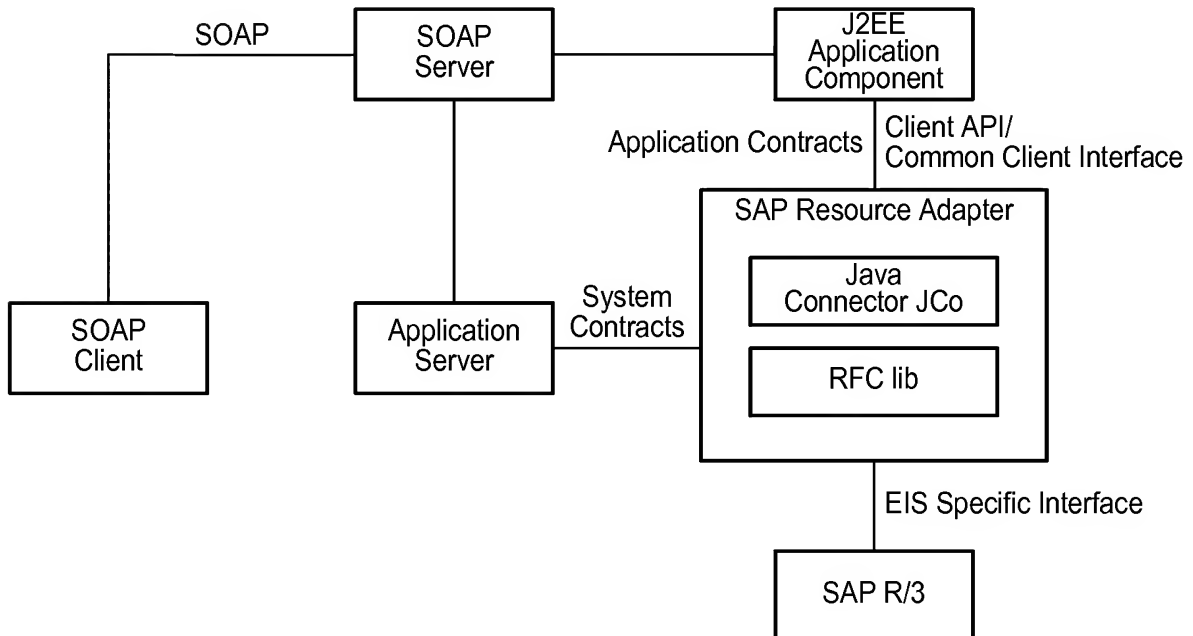 SOAP
SOAP
Server
J2EE
Application
Component
Application Contracts
Client API/
Common Client Interface
SAP Resource Adapter
Java
Connector JCo
RFC lib
System
Contracts
SOAP
Client
Application
Server
EIS Specific Interface
SAP R/3